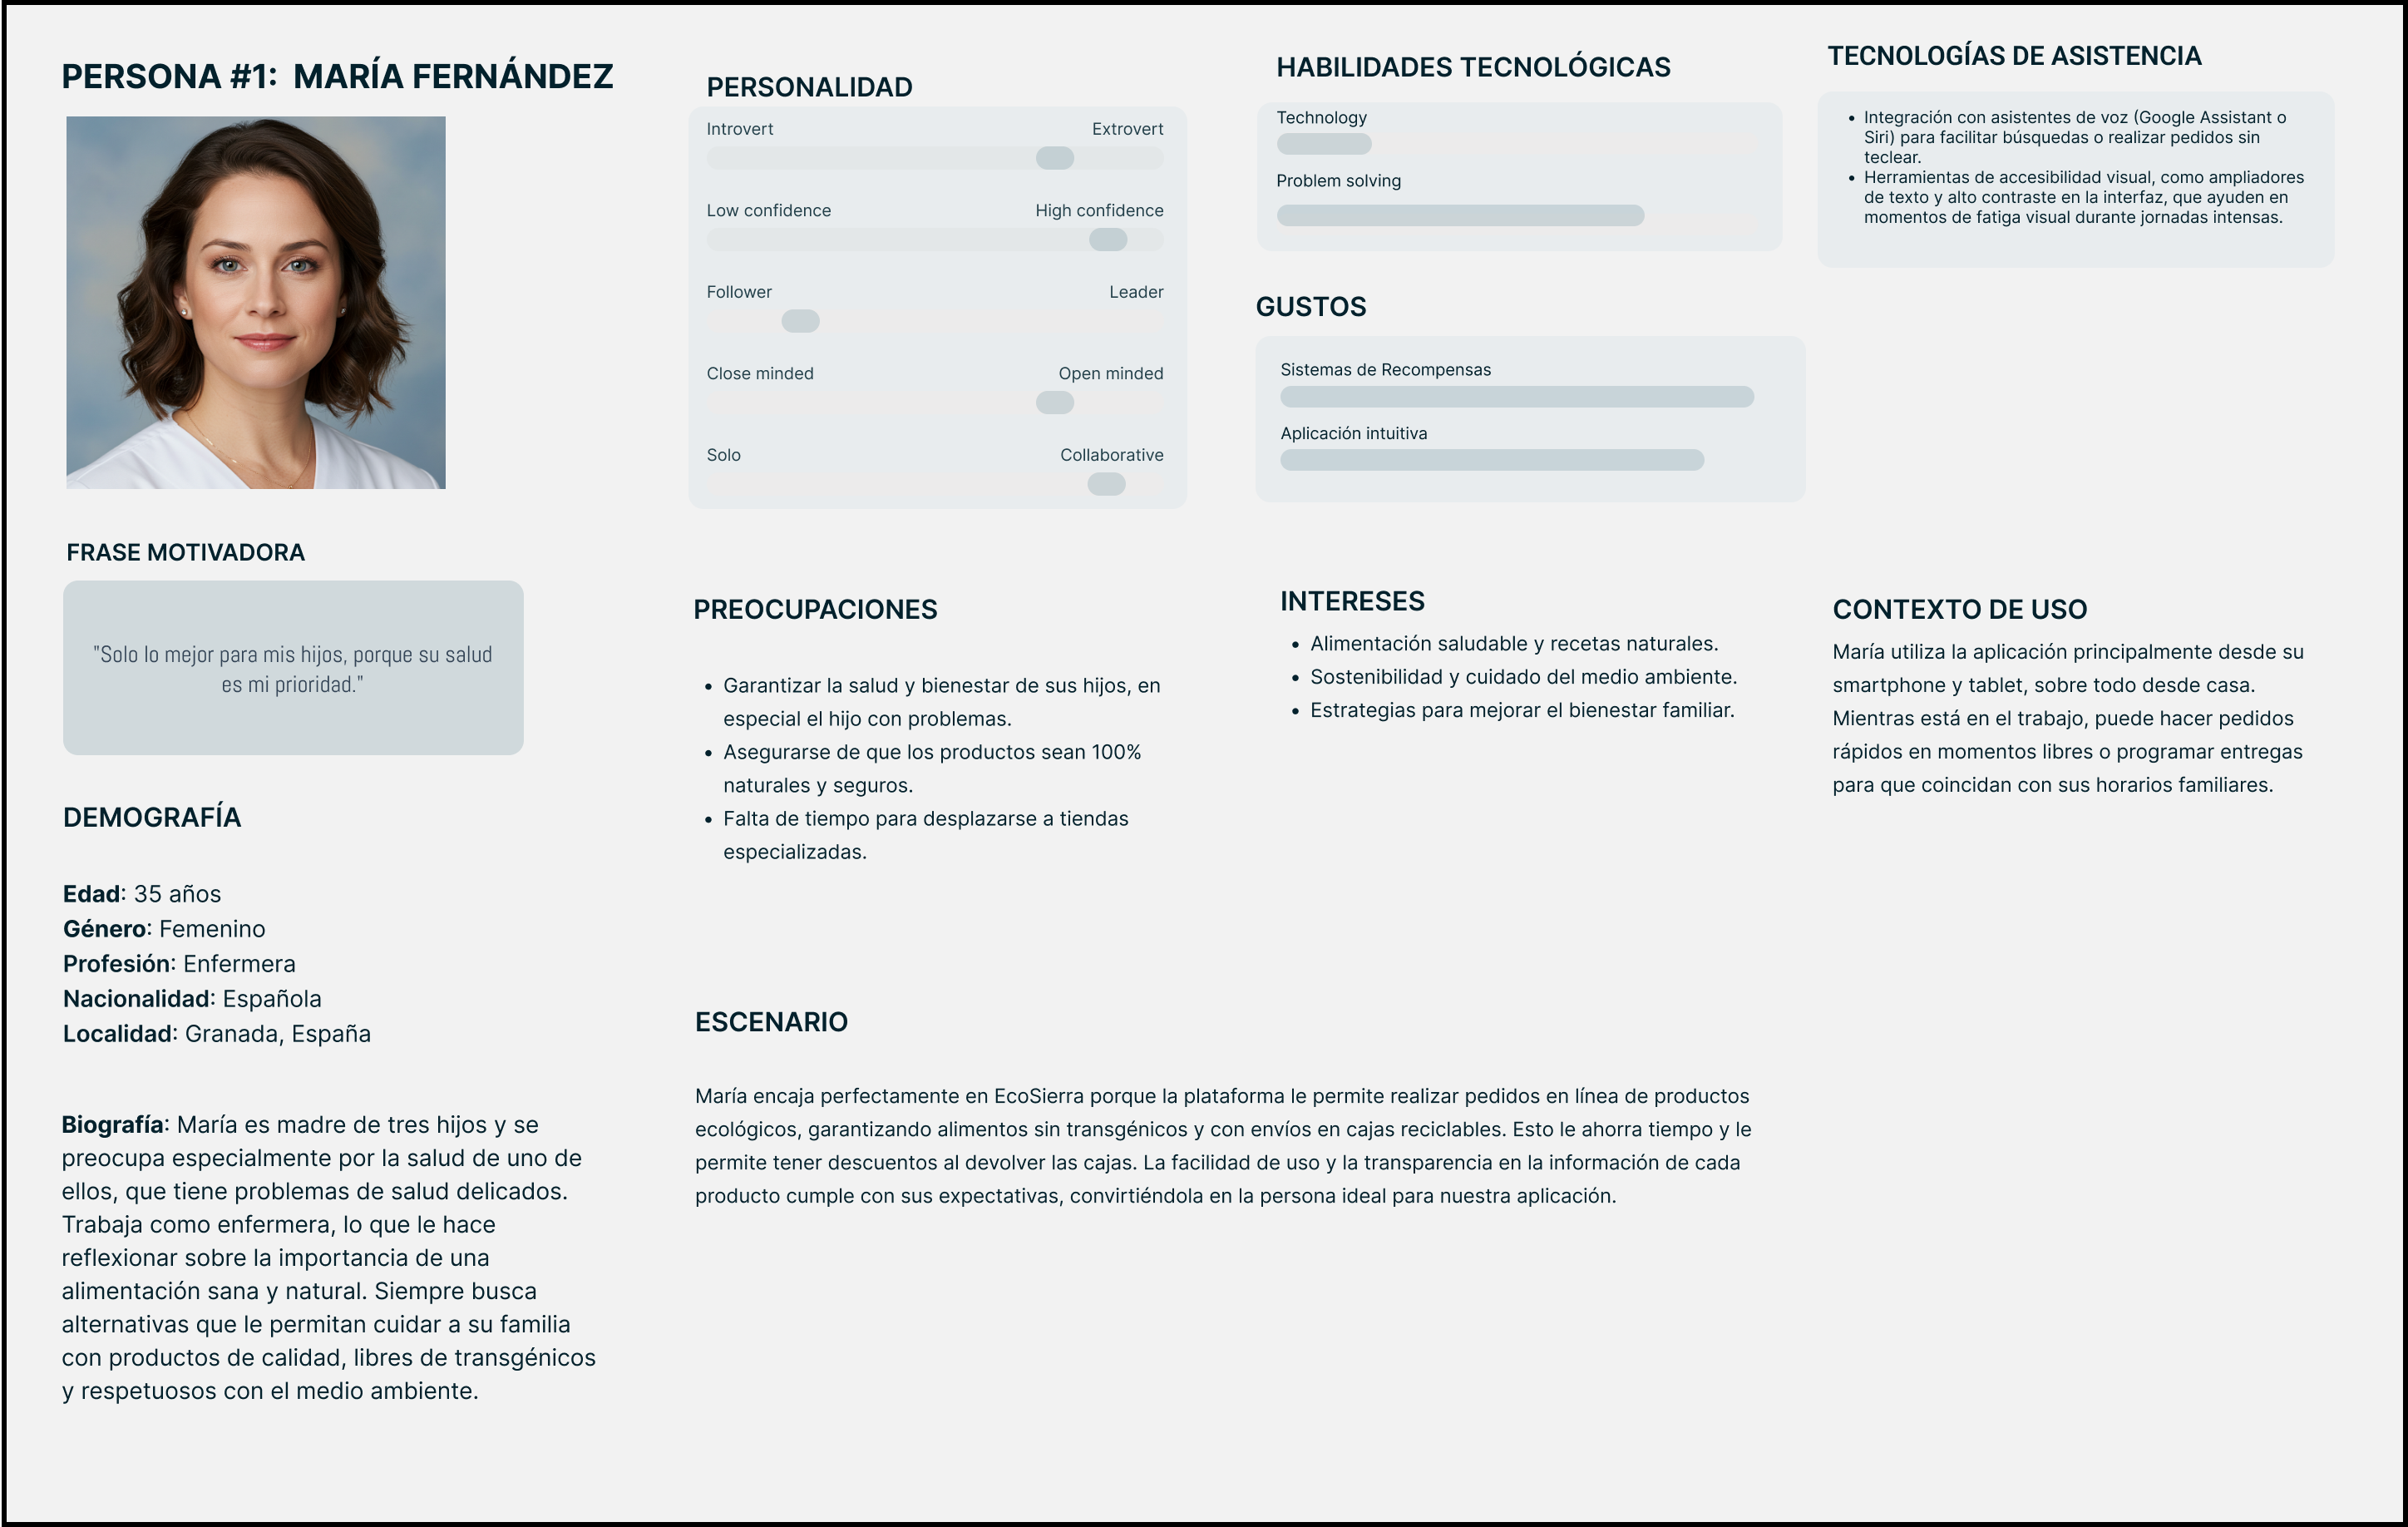 PERSONA #1:  MARÍA FERNÁNDEZ
FRASE MOTIVADORA
"Solo lo mejor para mis hijos, porque su salud
es mi prioridad."
DEMOGRAFÍA
Edad: 35 años
Género: Femenino
Profesión: Enfermera
Nacionalidad: Española
Localidad: Granada, España
Biografía: María es madre de tres hijos y se
preocupa especialmente por la salud de uno de
ellos, que tiene problemas de salud delicados.
Trabaja como enfermera, lo que le hace
reflexionar sobre la importancia de una
alimentación sana y natural. Siempre busca
alternativas que le permitan cuidar a su familia
con productos de calidad, libres de transgénicos
y respetuosos con el medio ambiente.
PERSONALIDAD
Introvert Extrovert
Low confidence High confidence
Follower Leader
Close minded Open minded
Solo Collaborative
HABILIDADES TECNOLÓGICAS
Technology
Problem solving
GUSTOS
Sistemas de Recompensas
Aplicación intuitiva
TECNOLOGÍAS DE ASISTENCIA
• Integración con asistentes de voz (Google Assistant o
Siri) para facilitar búsquedas o realizar pedidos sin
teclear.
• Herramientas de accesibilidad visual, como ampliadores
de texto y alto contraste en la interfaz, que ayuden en
momentos de fatiga visual durante jornadas intensas.
PREOCUPACIONES
• Garantizar la salud y bienestar de sus hijos, en
especial el hijo con problemas.
• Asegurarse de que los productos sean 100%
naturales y seguros.
• Falta de tiempo para desplazarse a tiendas
especializadas.
INTERESES
• Alimentación saludable y recetas naturales.
• Sostenibilidad y cuidado del medio ambiente.
• Estrategias para mejorar el bienestar familiar.
CONTEXTO DE USO
María utiliza la aplicación principalmente desde su
smartphone y tablet, sobre todo desde casa.
Mientras está en el trabajo, puede hacer pedidos
rápidos en momentos libres o programar entregas
para que coincidan con sus horarios familiares.
ESCENARIO
María encaja perfectamente en EcoSierra porque la plataforma le permite realizar pedidos en línea de productos
ecológicos, garantizando alimentos sin transgénicos y con envíos en cajas reciclables. Esto le ahorra tiempo y le
permite tener descuentos al devolver las cajas. La facilidad de uso y la transparencia en la información de cada
producto cumple con sus expectativas, convirtiéndola en la persona ideal para nuestra aplicación.